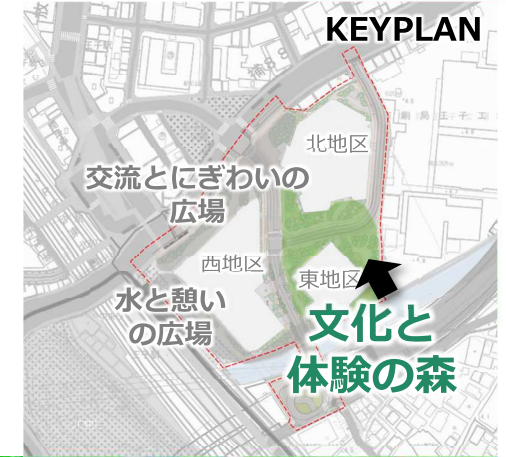 KEYPLAN
北地区
交流とにぎわいの
広場
西地区
東地区
水と憩い
の広場
文化と
体験の森